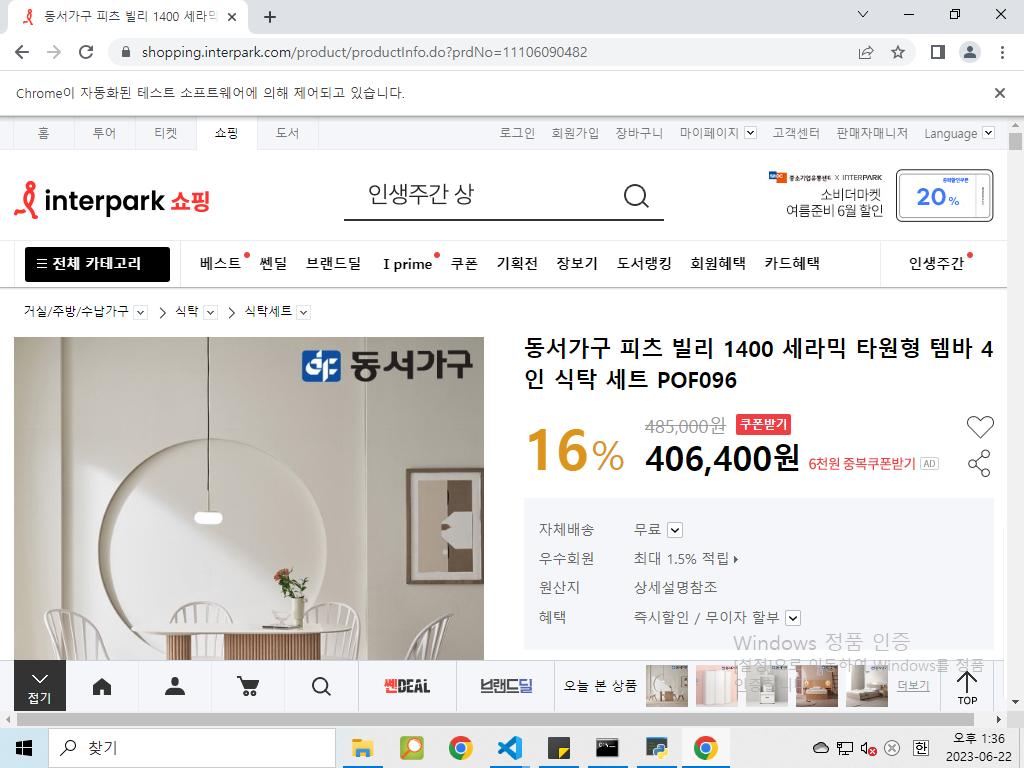 동서가구 피츠 빌리 1400 세라믹
shopping.interpark.com/product/productInfo.do?prdNo=11106090482
Chrome이 자동화된 테스트 소프트웨어에 의해 제어되고 있습니다.
홈 투어 티켓 쇼핑 도서 로그인 회원가입 장바구니 마이페이지 고객센터 판매자매니저 Language
interpark 쇼핑
인생주간 상
중소기업유통센터 X INTERPARK
소비더마켓
여름준비 6월 할인
20%
전체 카테고리 베스트 쎈딜 브랜드딜 I prime 쿠폰 기획전 장보기 도서랭킹 회원혜택 카드혜택 인생주간
거실/주방/수납가구 식탁 식탁세트
동서가구
동서가구 피츠 빌리 1400 세라믹 타원형 템바 4
인 식탁 세트 POF096
16%
485,000원 쿠폰받기
406,400원 6천원 중복쿠폰받기 AD
자체배송 무료
우수회원 최대 1.5% 적립
원산지 상세설명참조
혜택 즉시할인 / 무이자 할부
Windows 정품 인증
[설정]으로 이동하여 Windows를 정품
인증합니다.
접기 쎈DEAL 브랜드딜 오늘 본 상품 더보기 TOP
찾기
한
오후 1:36
2023-06-22